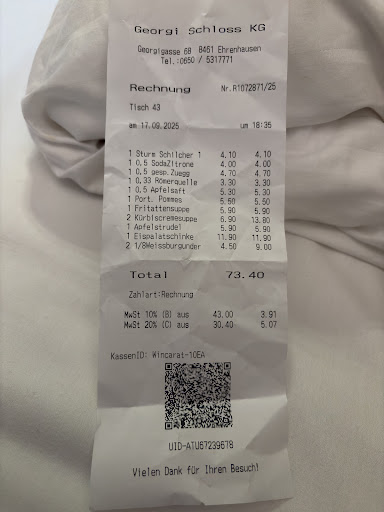 Georgi Schloss KG
Georgigasse 68 8461 Ehrenhausen
Tel.:0650 / 5317771
Rechnung Nr.R1072871/25
Tisch 43
am 17.09.2025 um 18:35
1 Sturm Schilcher 1 4,10 4,10
1 0,5 SodaZitrone 4,00 4,00
1 0,5 gesp.Zuegg 4,70 4,70
1 0,33 Römerquelle 3,30 3,30
1 0,5 Apfelsaft 5,30 5,30
1 Port. Pommes 5,50 5,50
1 Frittatensuppe 5,90 5,90
2 Kürbiscremesuppe 6,90 13,80
1 Apfelstrudel 5,90 5,90
1 Eispalatschinke 11,90 11,90
2 1/8Weissburgunder 4,50 9,00
Total 73.40
Zahlart:Rechnung
MwSt 10% (B) aus 43.00 3.91
MwSt 20% (C) aus 30.40 5.07
KassenID: Wincarat-10EA
UID-ATU67239678
Vielen Dank für Ihren Besuch!